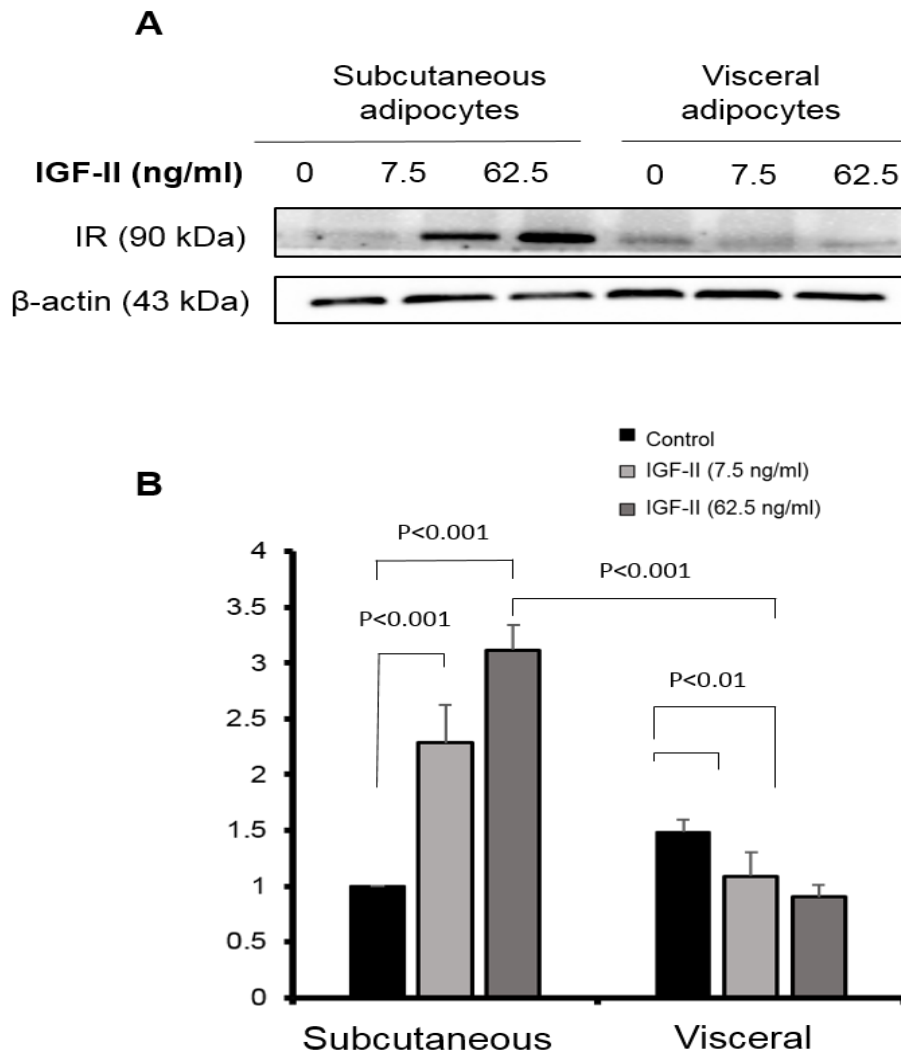 A
Subcutaneous adipocytes
Visceral adipocytes
IGF-II (ng/ml) 0 7.5 62.5 0 7.5 62.5
IR (90 kDa)
β-actin (43 kDa)
B
Control
IGF-II (7.5 ng/ml)
IGF-II (62.5 ng/ml)
4
3.5
3
2.5
2
1.5
1
0.5
0
P<0.001
P<0.001
P<0.001
P<0.01
Subcutaneous Visceral